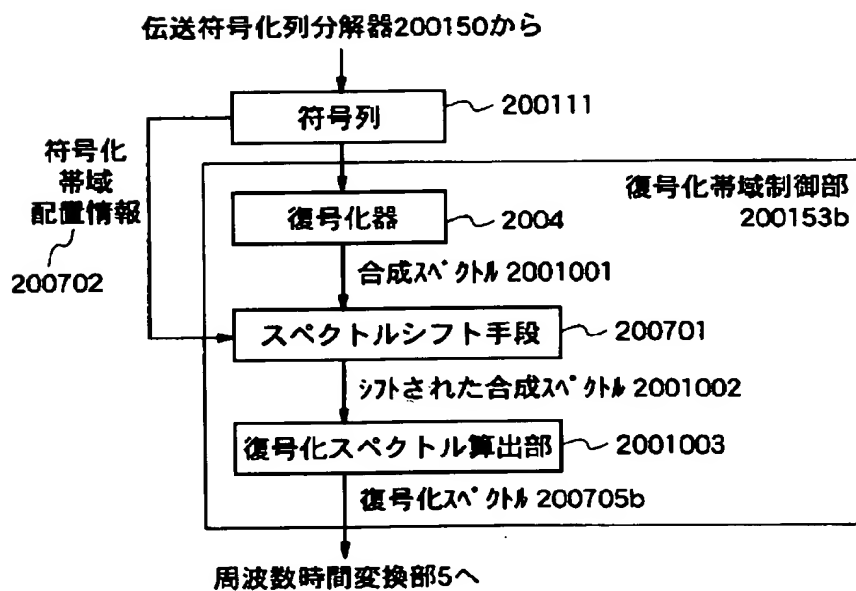 伝送符号化列分解器200150から
符号列
200111
符号化
帯域
配置情報
200702
復号化帯域制御部
200153b
復号化器
2004
合成ｽﾍﾟｸﾄﾙ 2001001
スペクトルシフト手段
200701
ｼﾌﾄされた合成ｽﾍﾟｸﾄﾙ 2001002
復号化スペクトル算出部
2001003
復号化ｽﾍﾟｸﾄﾙ 200705b
周波数時間変換部5へ